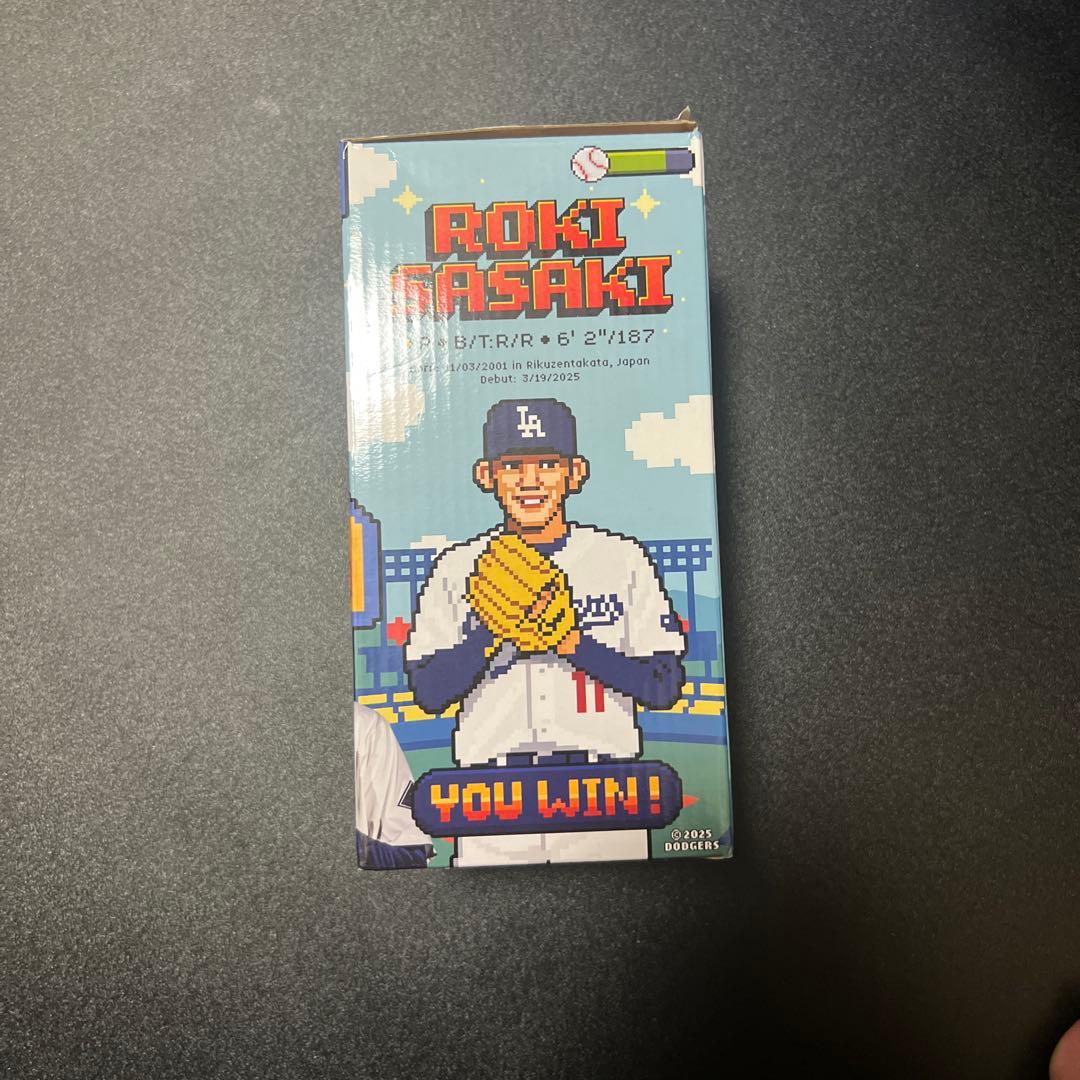 ROKI
SASAKI
P • B/T:R/R • 6' 2"/187
Born: 11/03/2001 in Rikuzentakata, Japan
Debut: 3/19/2025
LA
11
YOU WIN!
©2025
DODGERS